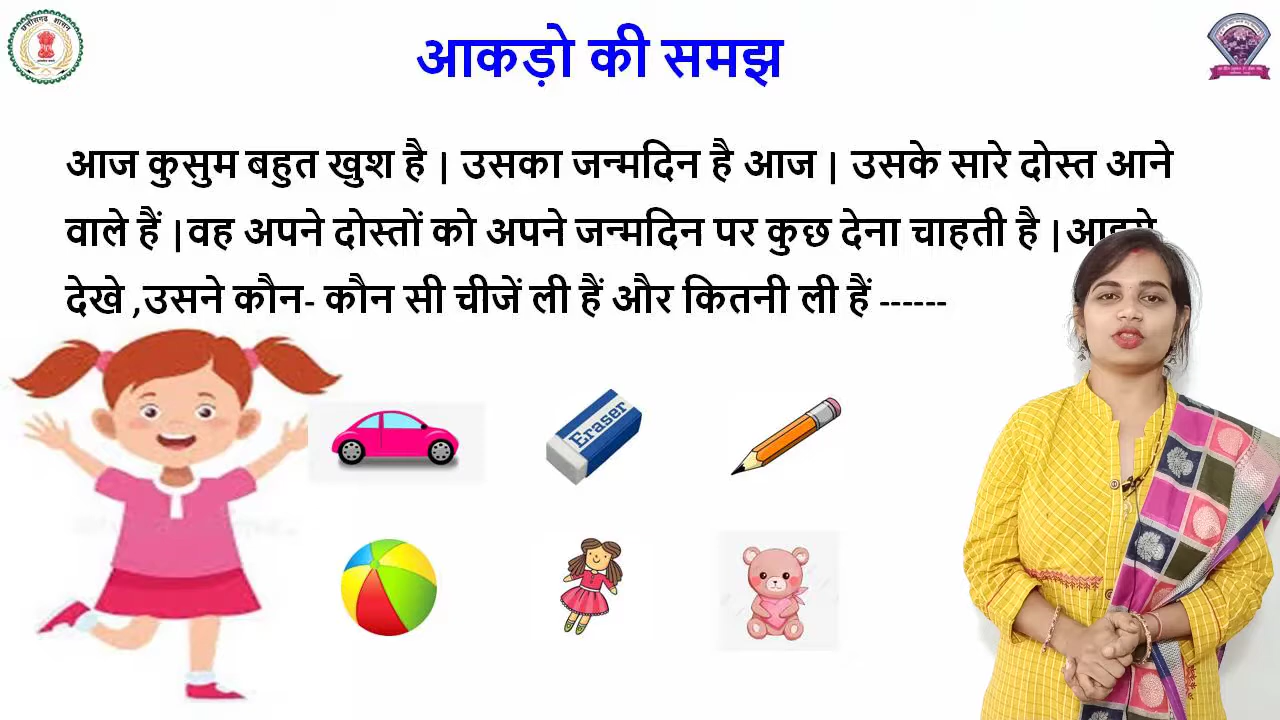 आकड़ो की समझ
आज कुसुम बहुत खुश है | उसका जन्मदिन है आज | उसके सारे दोस्त आने
वाले हैं |वह अपने दोस्तों को अपने जन्मदिन पर कुछ देना चाहती है |
देखे ,उसने कौन- कौन सी चीजें ली हैं और कितनी ली हैं ------
Eraser